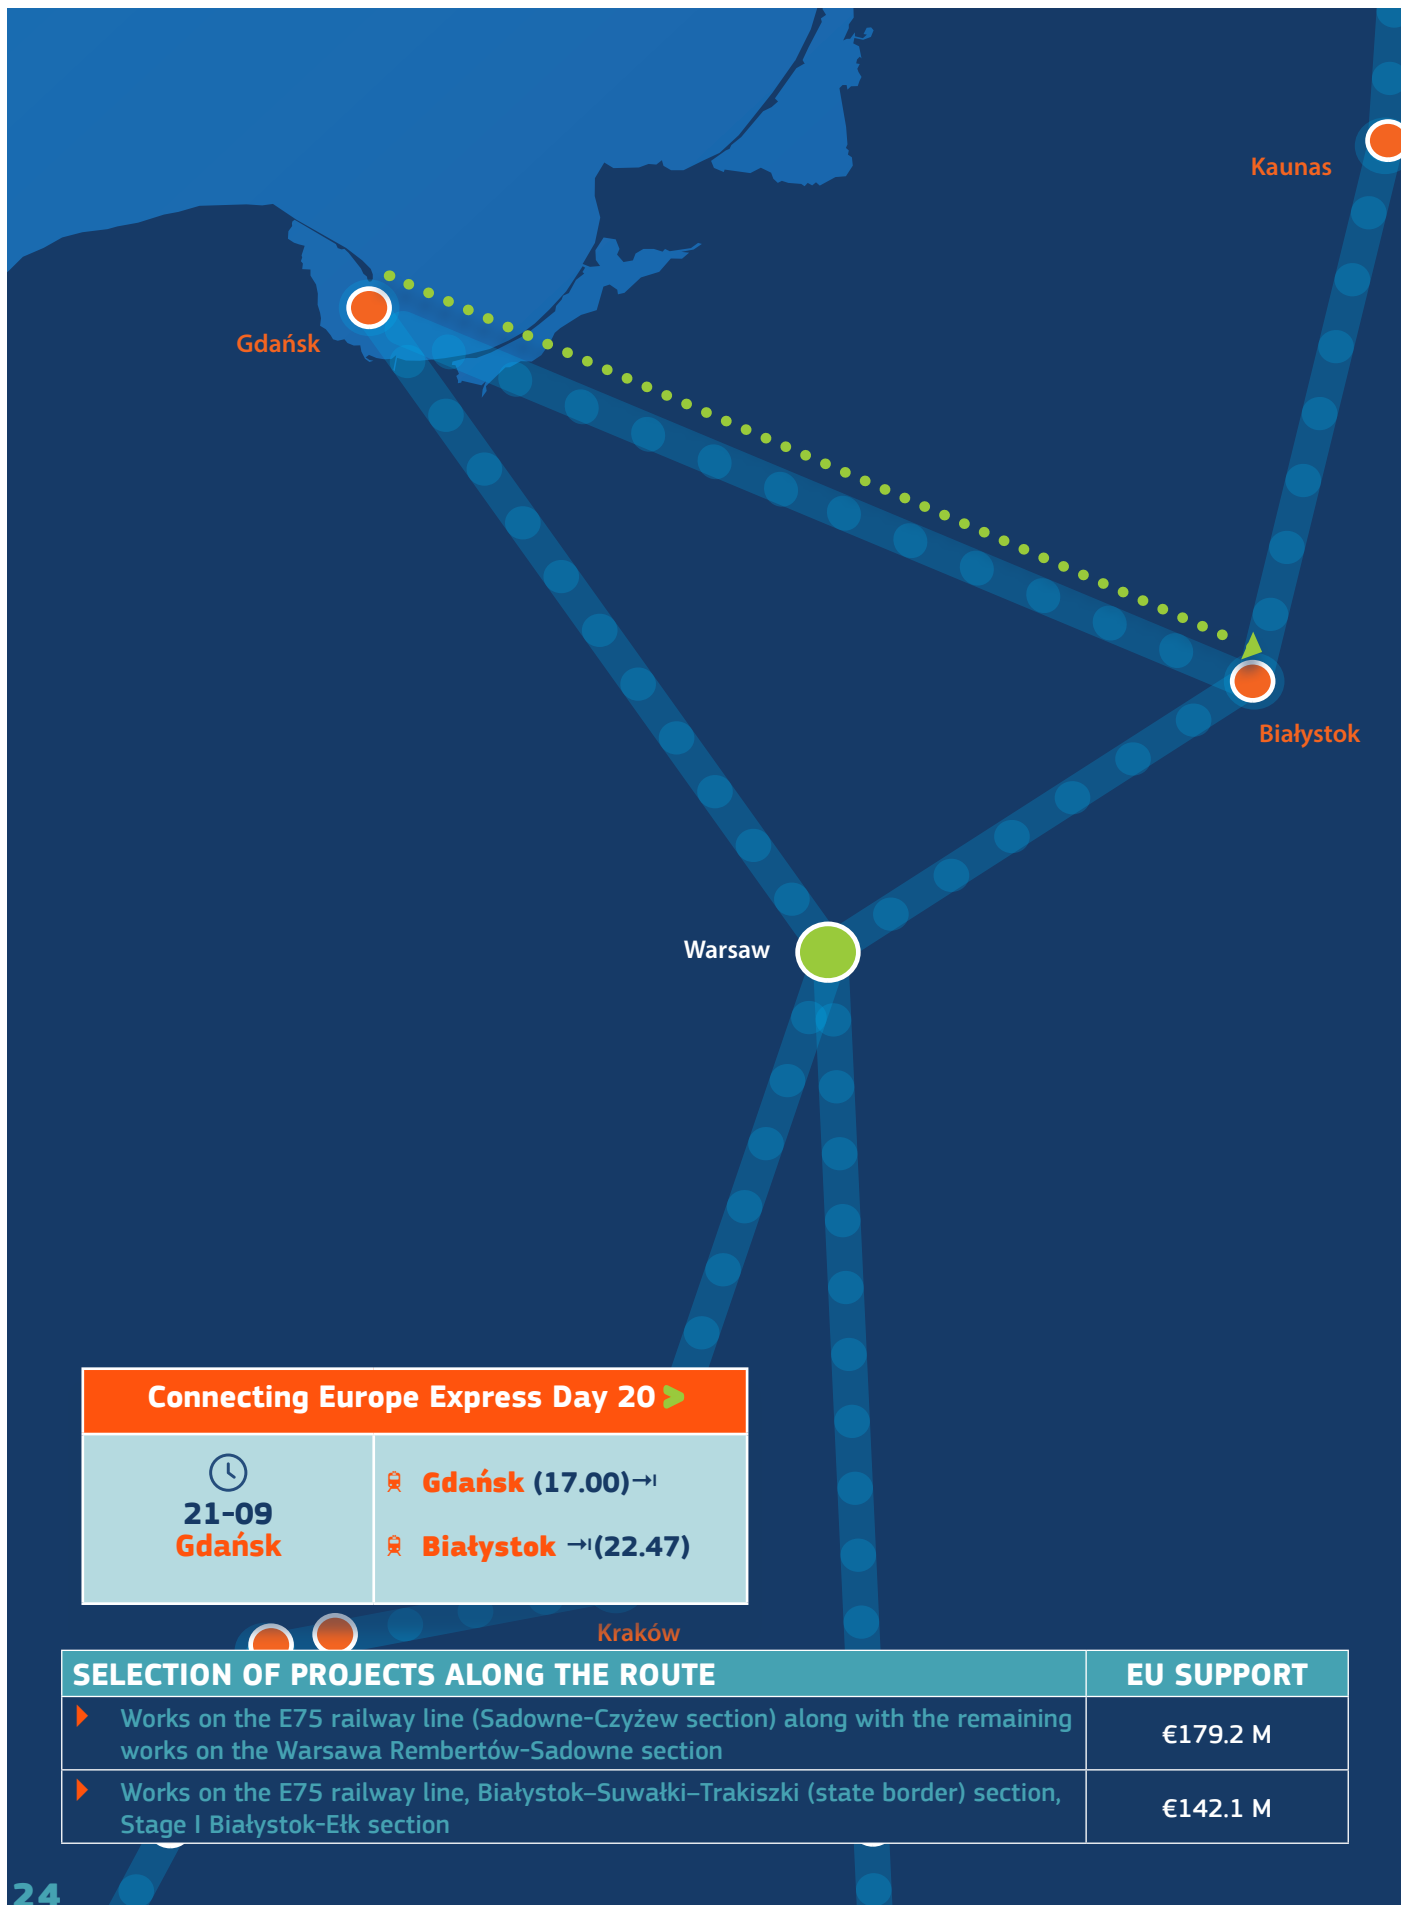 Kaunas
Gdańsk
Białystok
Warsaw
Connecting Europe Express Day 20 >
21-09
Gdańsk
Gdańsk (17.00)
Białystok (22.47)
Kraków
SELECTION OF PROJECTS ALONG THE ROUTE
EU SUPPORT
Works on the E75 railway line (Sadowne-Czyżew section) along with the remaining
works on the Warsawa Rembertów-Sadowne section
€179.2 M
Works on the E75 railway line, Białystok–Suwałki–Trakiszki (state border) section,
Stage I Białystok-Ełk section
€142.1 M
24